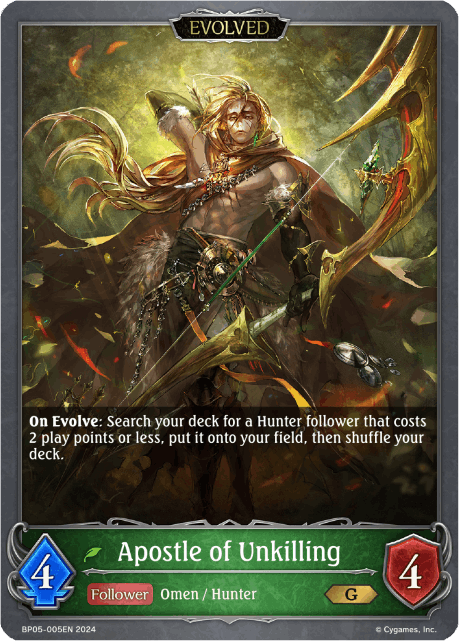 EVOLVED
On Evolve: Search your deck for a Hunter follower that costs
2 play points or less, put it onto your field, then shuffle your
deck.
Apostle of Unkilling
4
4
Follower Omen / Hunter G
BP05-005EN 2024 © Cygames, Inc.